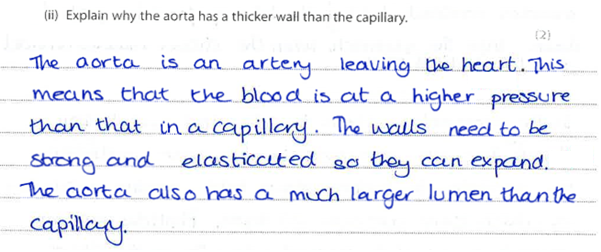 (ii) Explain why the aorta has a thicker wall than the capillary.
(2)
The aorta is an artery leaving the heart. This
means that the blood is at a higher pressure
than that in a capillary. The walls need to be
strong and elasticated so they can expand.
The aorta also has a much larger lumen than the
capillary.